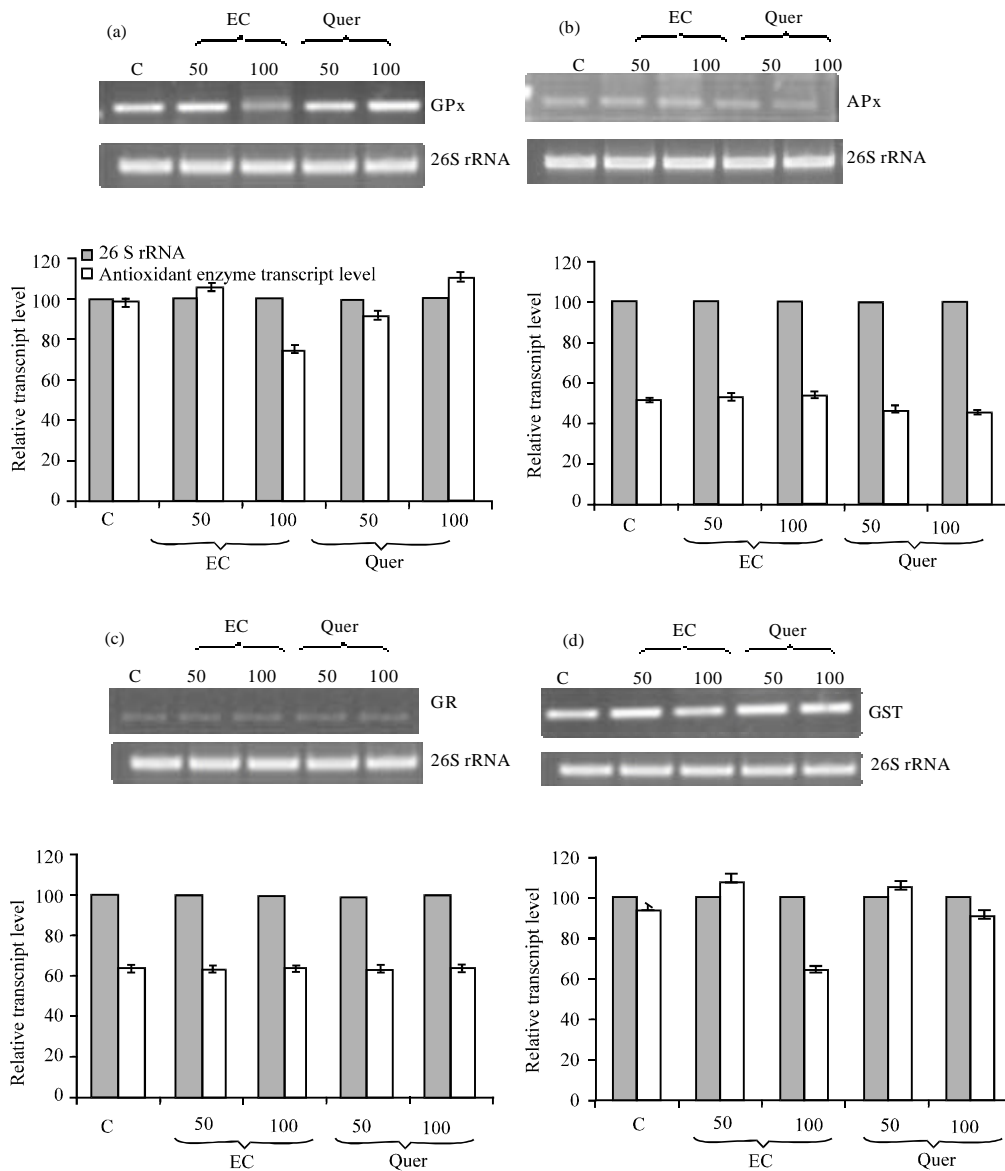 (a)
EC
Quer
C
50
100
50
100
GPx
26S rRNA
(b)
EC
Quer
C
50
100
50
100
APx
26S rRNA
26 S rRNA
Antioxidant enzyme transcript level
Relative transcnipt level
120
100
80
60
40
20
0
C
50
100
50
100
EC
Quer
Relative transcnipt level
120
100
80
60
40
20
0
C
50
100
50
100
EC
Quer
(c)
EC
Quer
C
50
100
50
100
GR
26S rRNA
(d)
EC
Quer
C
50
100
50
100
GST
26S rRNA
Relative transcnipt level
120
100
80
60
40
20
0
C
50
100
50
100
EC
Quer
Relative transcnipt level
120
100
80
60
40
20
0
C
50
100
50
100
EC
Quer